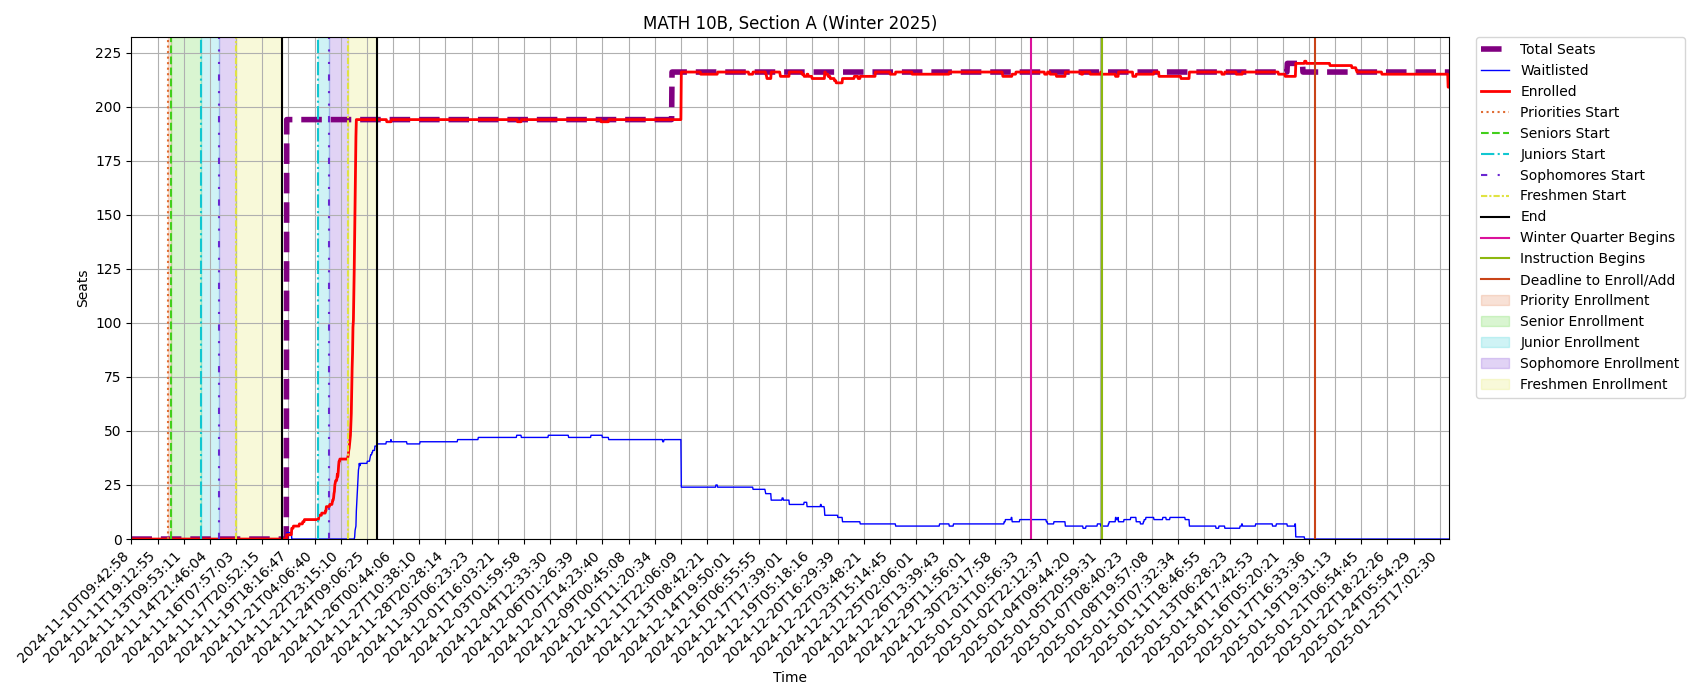 MATH 10B, Section A (Winter 2025)
Seats
225
200
175
150
125
100
75
50
25
0
2024-11-10T09:42:58
2024-11-11T19:12:55
2024-11-13T09:53:11
2024-11-14T21:46:04
2024-11-16T07:57:03
2024-11-17T20:52:15
2024-11-19T18:16:47
2024-11-21T04:06:40
2024-11-22T23:15:10
2024-11-24T09:06:25
2024-11-26T00:44:06
2024-11-27T10:38:10
2024-11-28T20:28:14
2024-11-30T06:23:23
2024-12-01T16:03:21
2024-12-03T01:59:58
2024-12-04T12:33:30
2024-12-06T01:26:39
2024-12-07T14:23:40
2024-12-09T00:45:08
2024-12-10T11:20:34
2024-12-11T22:06:09
2024-12-13T08:42:21
2024-12-14T19:50:01
2024-12-16T06:55:55
2024-12-17T17:39:01
2024-12-19T05:18:16
2024-12-20T16:29:39
2024-12-22T03:48:21
2024-12-23T15:14:45
2024-12-25T02:06:01
2024-12-26T13:39:43
2024-12-29T11:56:01
2024-12-30T23:17:58
2025-01-01T10:56:33
2025-01-02T22:12:37
2025-01-04T09:44:20
2025-01-05T20:59:31
2025-01-07T08:40:23
2025-01-08T19:57:08
2025-01-10T07:32:34
2025-01-11T18:46:55
2025-01-13T06:28:23
2025-01-14T17:42:53
2025-01-16T05:20:21
2025-01-17T16:33:36
2025-01-19T19:31:13
2025-01-21T06:54:45
2025-01-22T18:22:26
2025-01-24T05:54:29
2025-01-25T17:02:30
Time
Total Seats
Waitlisted
Enrolled
Priorities Start
Seniors Start
Juniors Start
Sophomores Start
Freshmen Start
End
Winter Quarter Begins
Instruction Begins
Deadline to Enroll/Add
Priority Enrollment
Senior Enrollment
Junior Enrollment
Sophomore Enrollment
Freshmen Enrollment